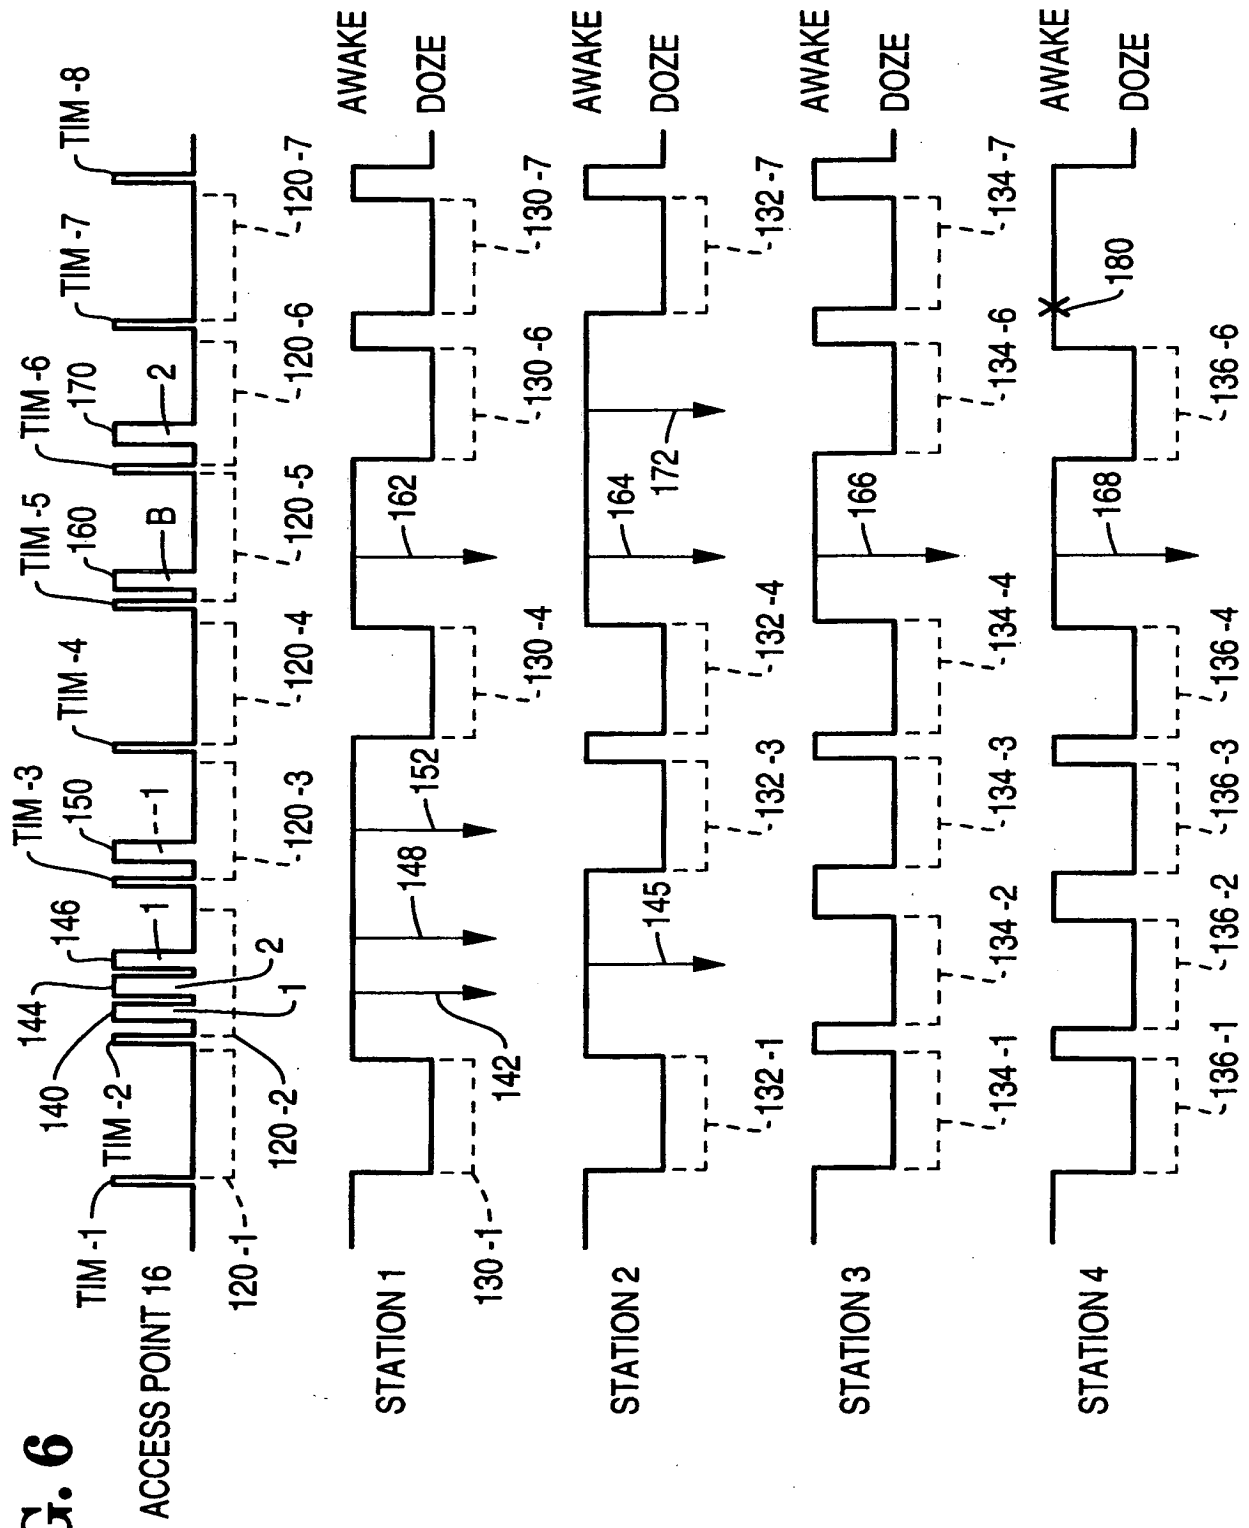 G. 6
TIM -1
TIM -2
TIM -3
TIM -4
TIM -5
TIM -6
TIM -7
TIM -8
140
144
146
150
160
170
1
2
1
1
B
2
ACCESS POINT 16
120 -1
120 -2
120 -3
120 -4
120 -5
120 -6
120 -7
AWAKE
DOZE
STATION 1
142
148
152
162
130 -1
130 -4
130 -6
130 -7
AWAKE
DOZE
STATION 2
145
164
172
132 -1
132 -3
132 -4
132 -7
AWAKE
DOZE
STATION 3
166
134 -1
134 -2
134 -3
134 -4
134 -6
134 -7
AWAKE
DOZE
STATION 4
168
180
136 -1
136 -2
136 -3
136 -4
136 -6